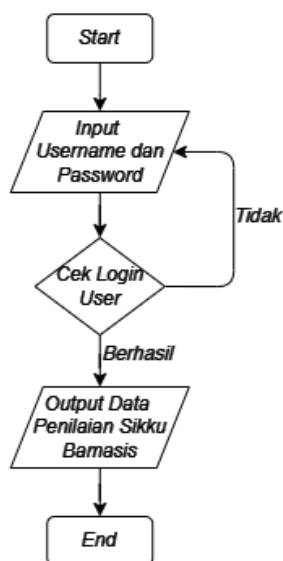 Start
Input
Username dan
Password
Tidak
Cek Login
User
Berhasil
Output Data
Penilaian Sikku
Bamasis
End